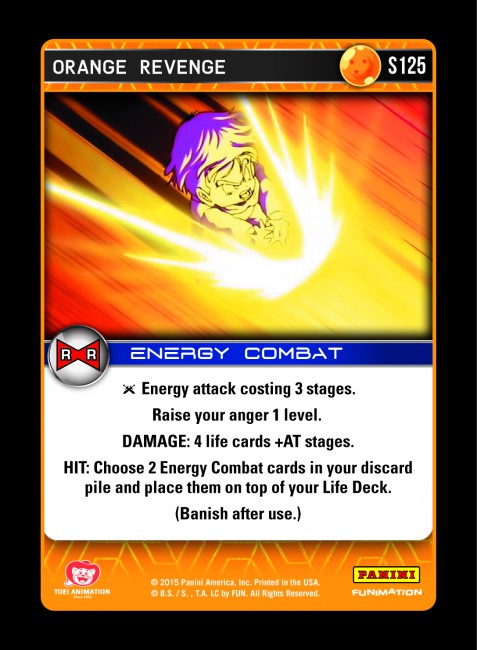 ORANGE REVENGE
S125
R R
ENERGY COMBAT
Energy attack costing 3 stages.
Raise your anger 1 level.
DAMAGE: 4 life cards +AT stages.
HIT: Choose 2 Energy Combat cards in your discard
pile and place them on top of your Life Deck.
(Banish after use.)
TOEI ANIMATION
Since 1956
© 2015 Panini America, Inc. Printed in the USA.
© B.S. / S. , T.A. LC by FUN. All Rights Reserved.
PANINI
FUNIMATION